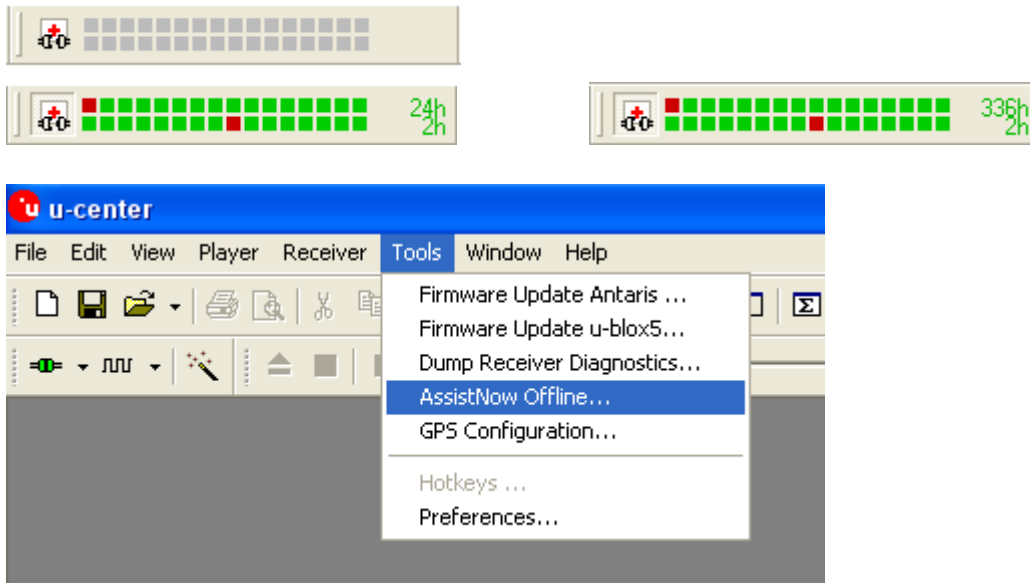 24h
2h
336h
2h
u u-center
File Edit View Player Receiver Tools Window Help
Firmware Update Antaris ...
Σ
Firmware Update u-blox5...
Dump Receiver Diagnostics...
AssistNow Offline...
GPS Configuration...
Hotkeys ...
Preferences...